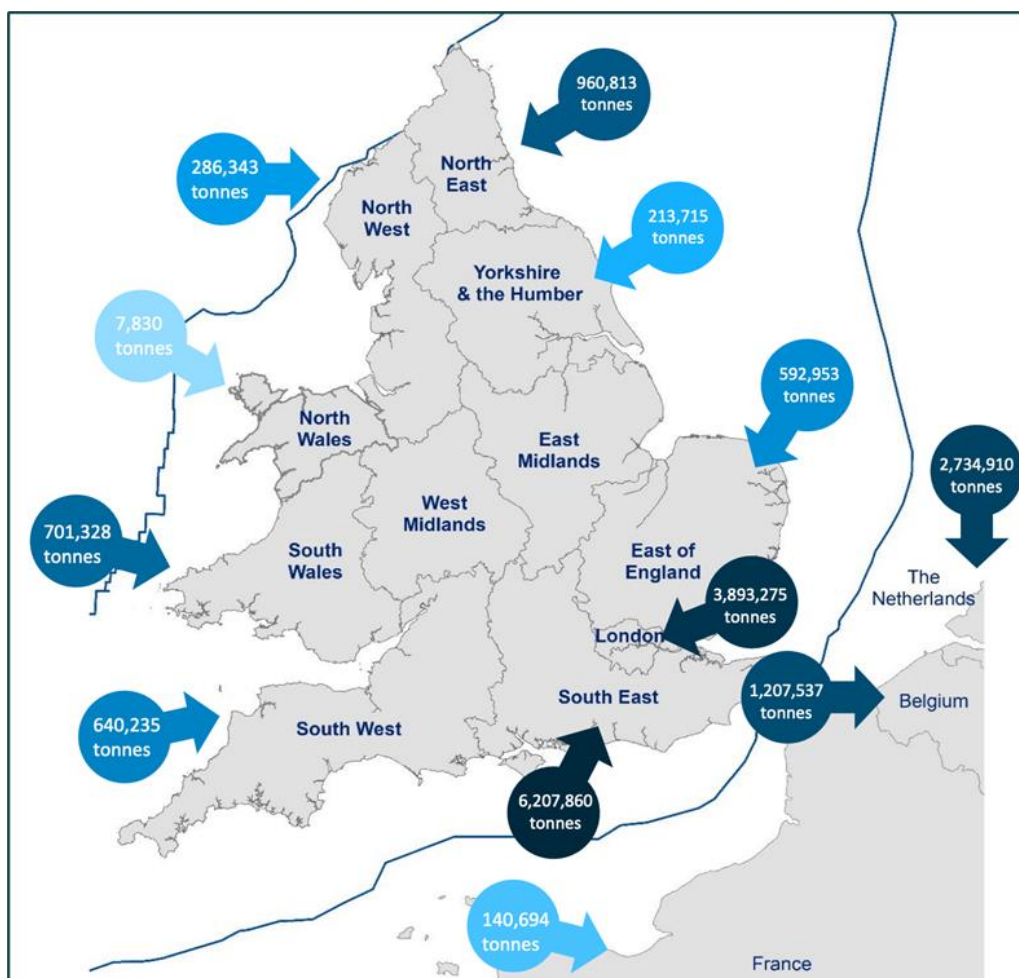 960,813
tonnes
286,343
tonnes
North
East
North
West
213,715
tonnes
Yorkshire
& the Humber
7,830
tonnes
592,953
tonnes
North
Wales
East
Midlands
2,734,910
tonnes
West
Midlands
701,328
tonnes
South
Wales
East of
England
The
Netherlands
3,893,275
tonnes
London
South East
1,207,537
tonnes
Belgium
640,235
tonnes
South West
6,207,860
tonnes
140,694
tonnes
France